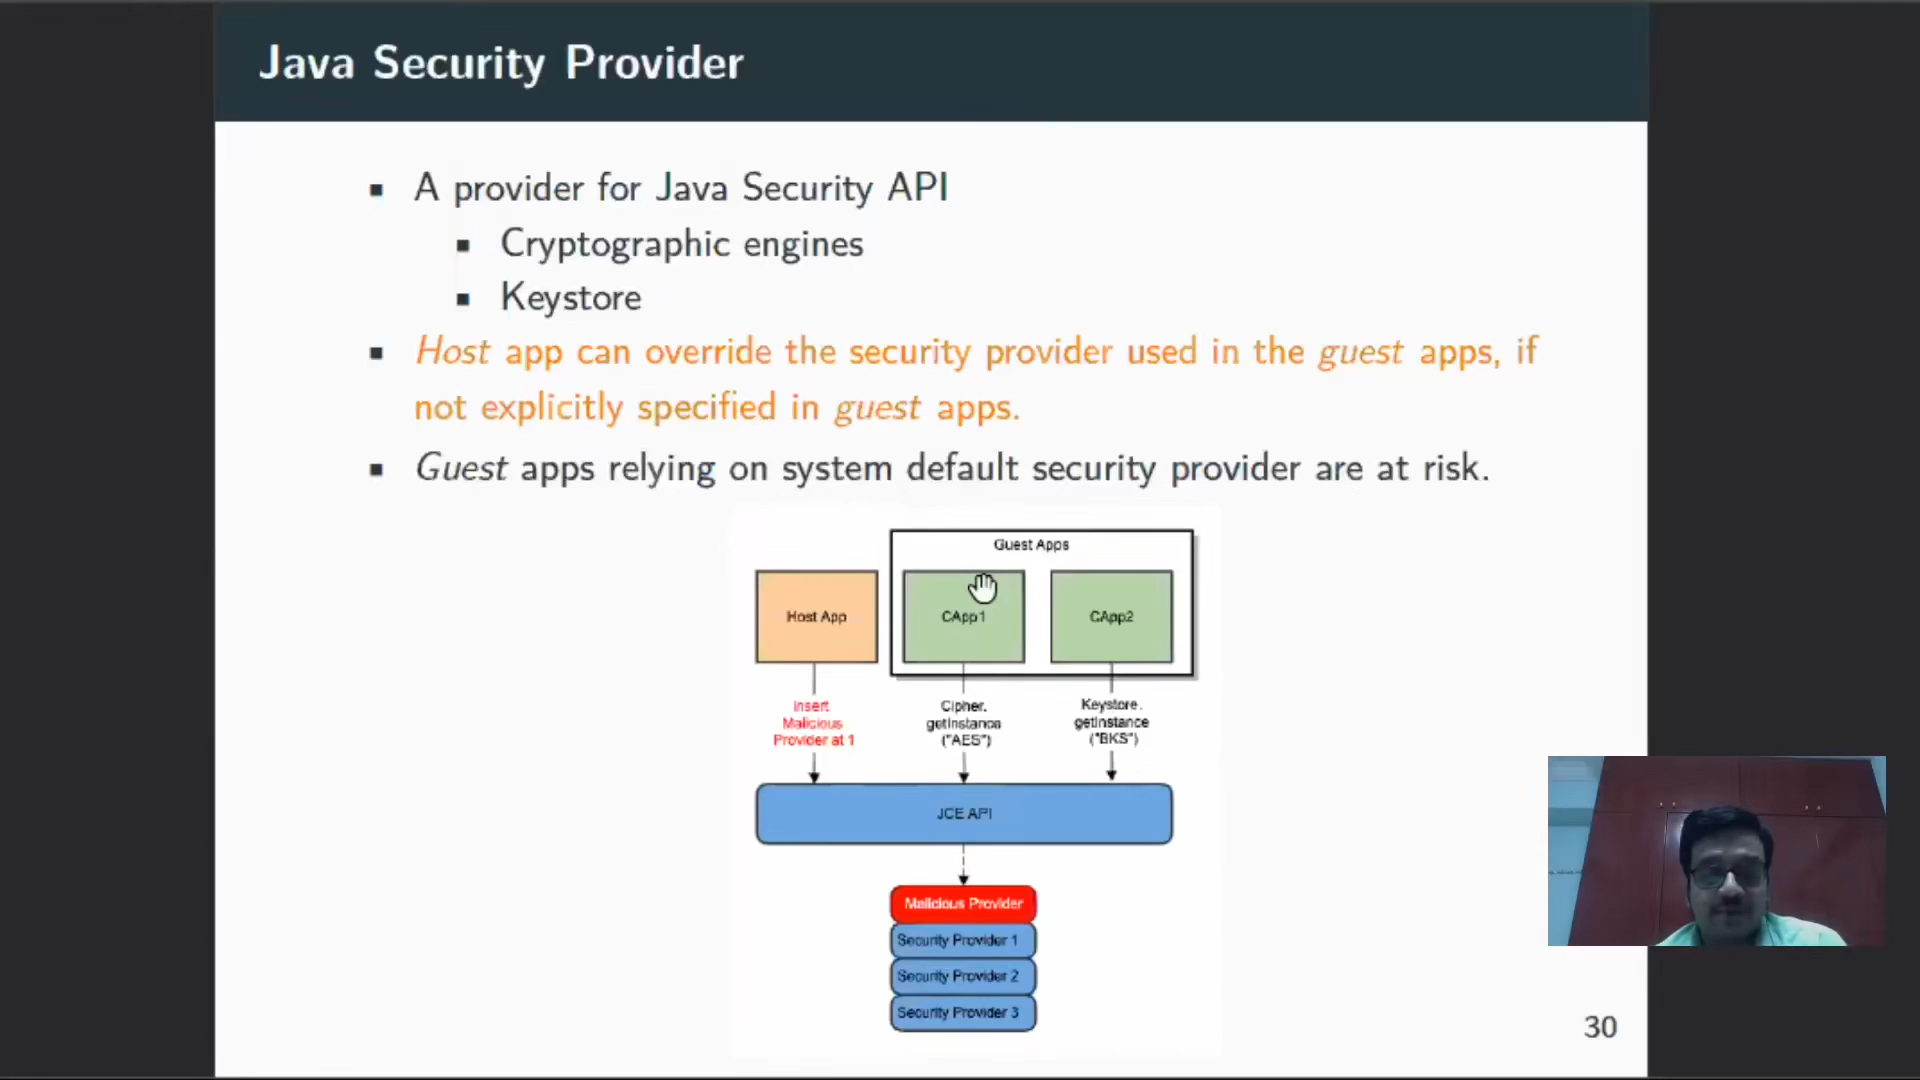 Java Security Provider
▪ A provider for Java Security API
▪ Cryptographic engines
▪ Keystore
▪ Host app can override the security provider used in the guest apps, if
not explicitly specified in guest apps.
▪ Guest apps relying on system default security provider are at risk.
Guest Apps
Host App
CApp1
CApp2
Insert
Malicious
Provider at 1
Cipher.
getInstance
("AES")
Keystore.
getInstance
("BKS")
JCE API
Malicious Provider
Security Provider 1
Security Provider 2
Security Provider 3
30